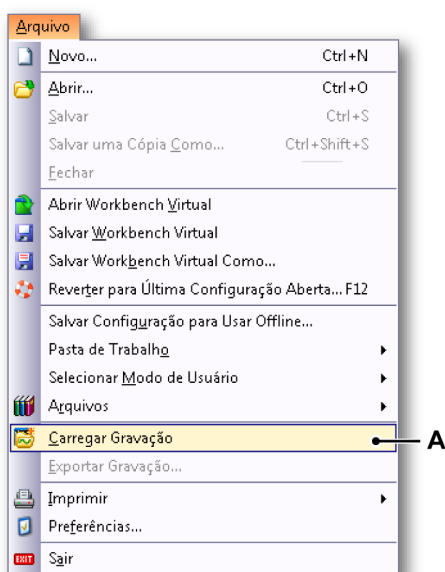 Arquivo
Novo... Ctrl+N
Abrir... Ctrl+O
Salvar Ctrl+S
Salvar uma Cópia Como... Ctrl+Shift+S
Fechar
Abrir Workbench Virtual
Salvar Workbench Virtual
Salvar Workbench Virtual Como...
Reverter para Última Configuração Aberta... F12
Salvar Configuração para Usar Offline...
Pasta de Trabalho
Selecionar Modo de Usuário
Arquivos
Carregar Gravação A
Exportar Gravação...
Imprimir
Preferências...
EXIT Sair